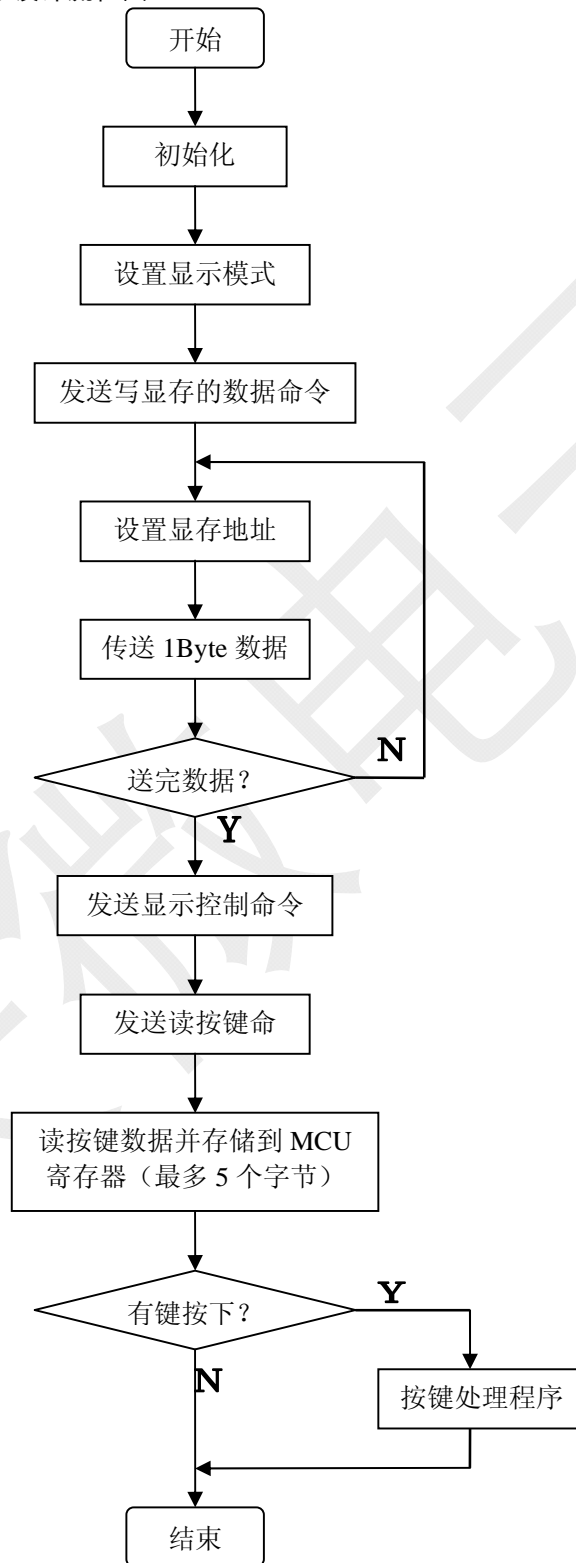 开始
初始化
设置显示模式
发送写显存的数据命令
设置显存地址
传送 1Byte 数据
送完数据？
N
Y
发送显示控制命令
发送读按键命
读按键数据并存储到 MCU
寄存器（最多 5 个字节）
有键按下？
Y
N
按键处理程序
结束